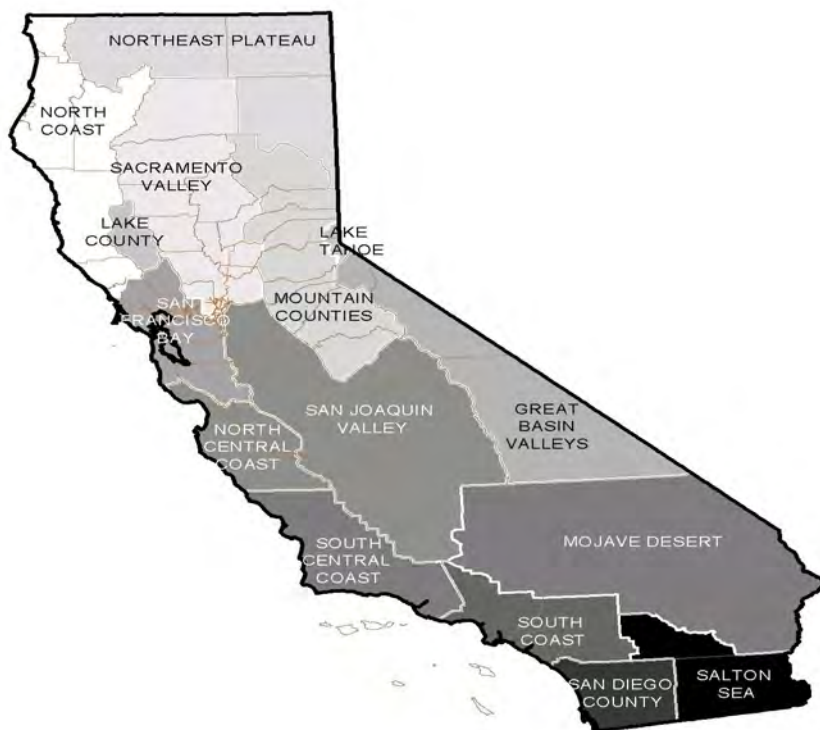 NORTHEAST PLATEAU
NORTH
COAST
SACRAMENTO
VALLEY
LAKE
COUNTY
LAKE
TAHOE
MOUNTAIN
COUNTIES
SAN
FRANCISCO
BAY
SAN JOAQUIN
VALLEY
GREAT
BASIN
VALLEYS
NORTH
CENTRAL
COAST
MOJAVE DESERT
SOUTH
CENTRAL
COAST
SOUTH
COAST
SAN DIEGO
COUNTY
SALTON
SEA